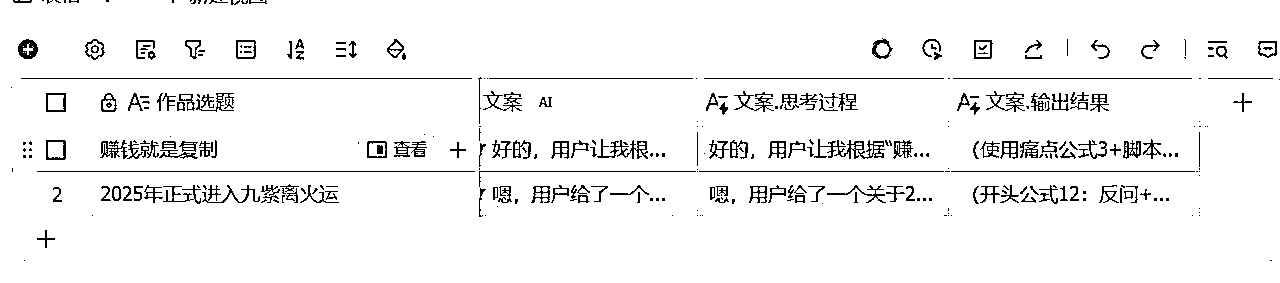 作品选题 文案 AI 文案.思考过程 文案.输出结果
赚钱就是复制 查看 好的，用户让我根... 好的，用户让我根据“赚... （使用痛点公式3+脚本...
2 2025年正式进入九紫离火运 嗯，用户给了一个... 嗯，用户给了一个关于2... （开头公式12：反问+...